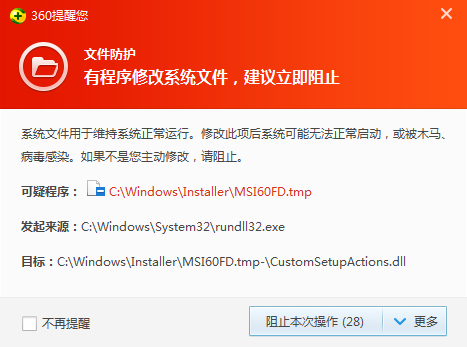 360提醒您
文件防护
有程序修改系统文件，建议立即阻止
系统文件用于维持系统正常运行。修改此项后系统可能无法正常启动，或被木马、
病毒感染。如果不是您主动修改，请阻止。
可疑程序： C:\Windows\Installer\MSI60FD.tmp
发起来源：C:\Windows\System32\rundll32.exe
目标：C:\Windows\Installer\MSI60FD.tmp-\CustomSetupActions.dll
不再提醒 阻止本次操作 (28) 更多